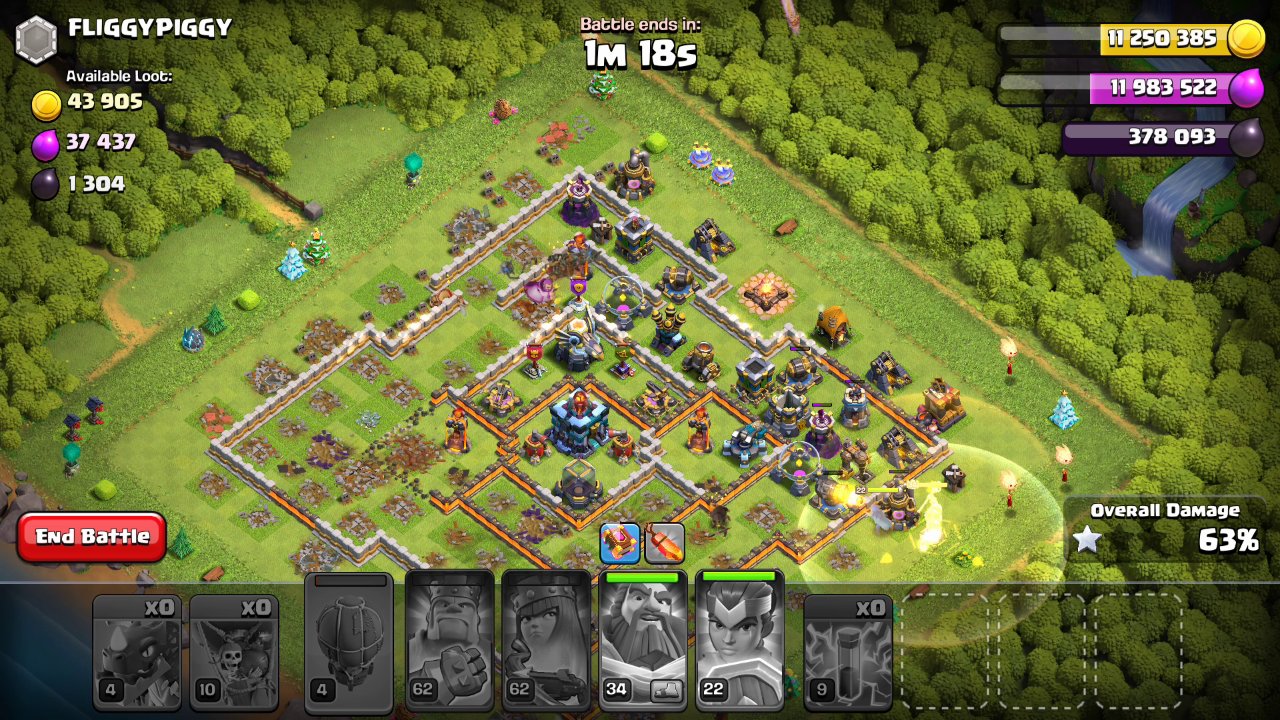 FLIGGYPIGGY
Available Loot:
43 905
37 437
1 304
Battle ends in:
1M 18s
11 250 385
11 983 522
378 093
22
End Battle
Overall Damage
63%
x0
x0
x0
4
10
4
62
62
34
22
9